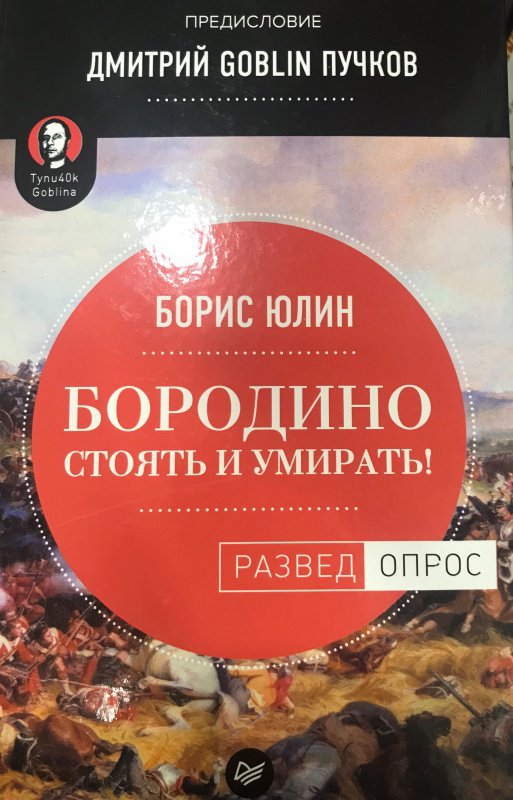 ПРЕДИСЛОВИЕ
ДМИТРИЙ GOBLIN ПУЧКОВ
Tynu40k
Goblina
БОРИС ЮЛИН
БОРОДИНО
СТОЯТЬ И УМИРАТЬ!
РАЗВЕД ОПРОС